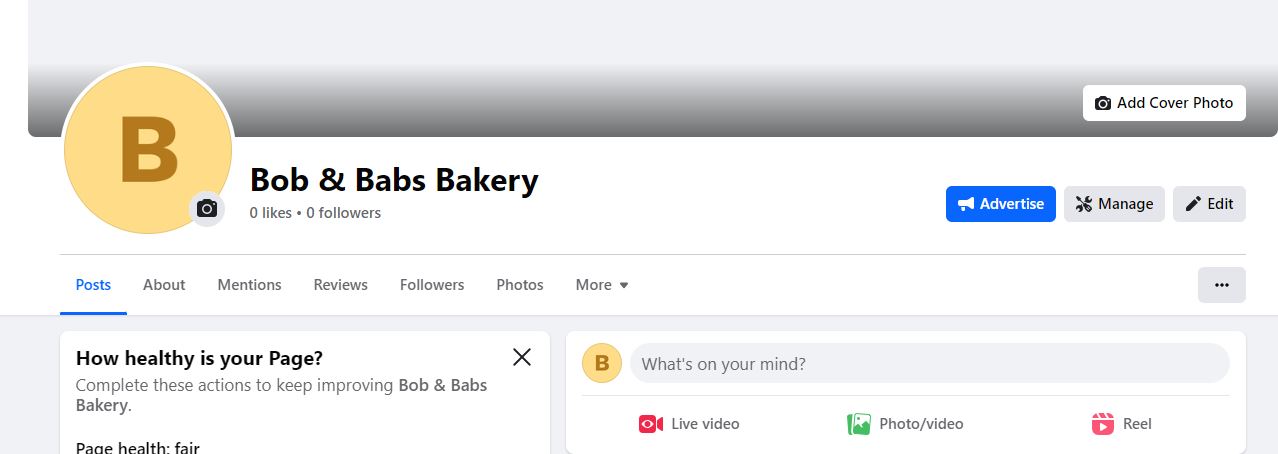 Add Cover Photo
B
Bob & Babs Bakery
0 likes • 0 followers
Advertise
Manage
Edit
Posts
About
Mentions
Reviews
Followers
Photos
More
How healthy is your Page?
Complete these actions to keep improving Bob & Babs
Bakery.
Page health: fair
B
What's on your mind?
Live video
Photo/video
Reel